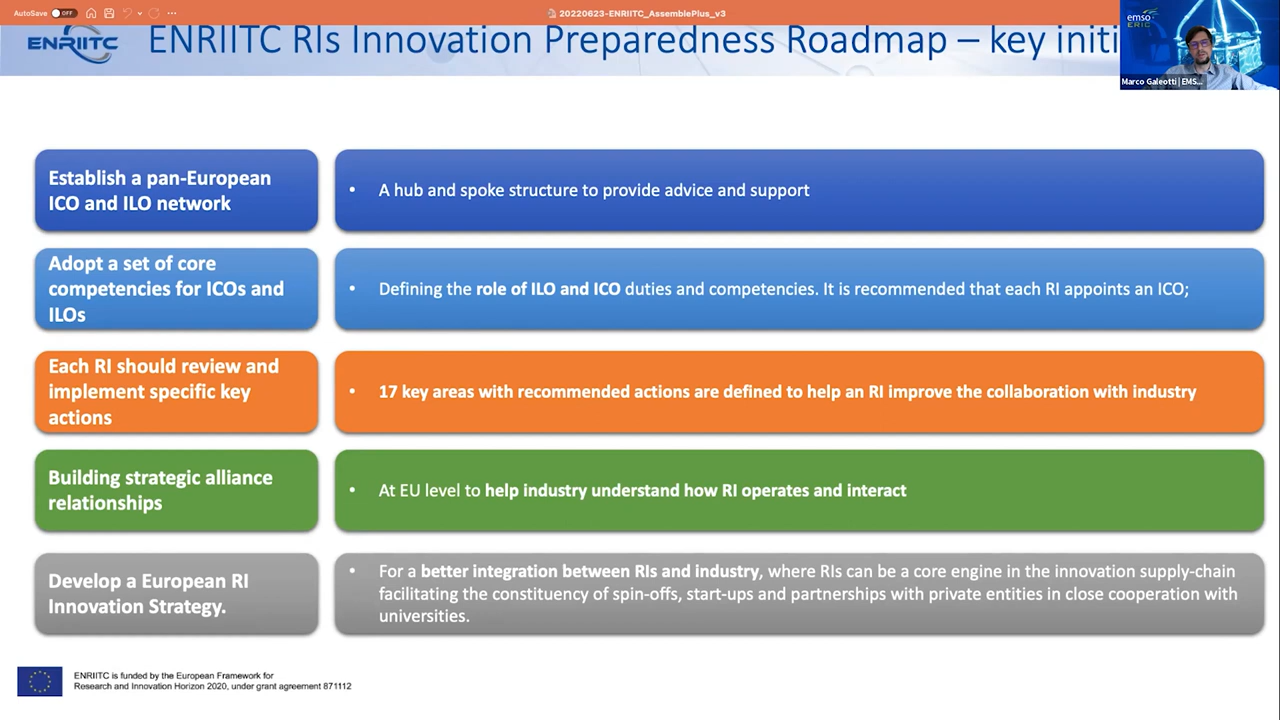 AutoSave OFF
20220623-ENRIITC_AssemblePlus_v3
ENRIITC
ENRIITC RIs Innovation Preparedness Roadmap – key initi
emso
ERIC
Marco Galeotti | EMS...
Establish a pan-European
ICO and ILO network
• A hub and spoke structure to provide advice and support
Adopt a set of core
competencies for ICOs and
ILOs
• Defining the role of ILO and ICO duties and competencies. It is recommended that each RI appoints an ICO;
Each RI should review and
implement specific key
actions
• 17 key areas with recommended actions are defined to help an RI improve the collaboration with industry
Building strategic alliance
relationships
• At EU level to help industry understand how RI operates and interact
Develop a European RI
Innovation Strategy.
• For a better integration between RIs and industry, where RIs can be a core engine in the innovation supply-chain
facilitating the constituency of spin-offs, start-ups and partnerships with private entities in close cooperation with
universities.
ENRIITC is funded by the European Framework for
Research and Innovation Horizon 2020, under grant agreement 871112